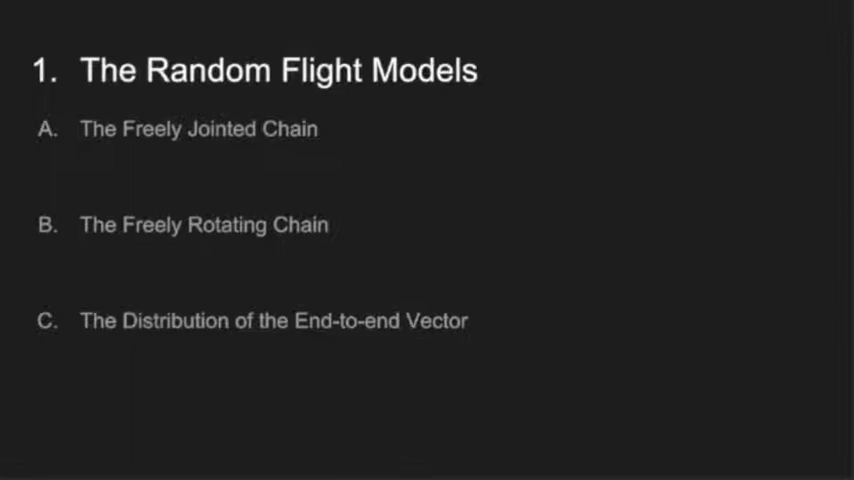 1. The Random Flight Models
A. The Freely Jointed Chain
B. The Freely Rotating Chain
C. The Distribution of the End-to-end Vector